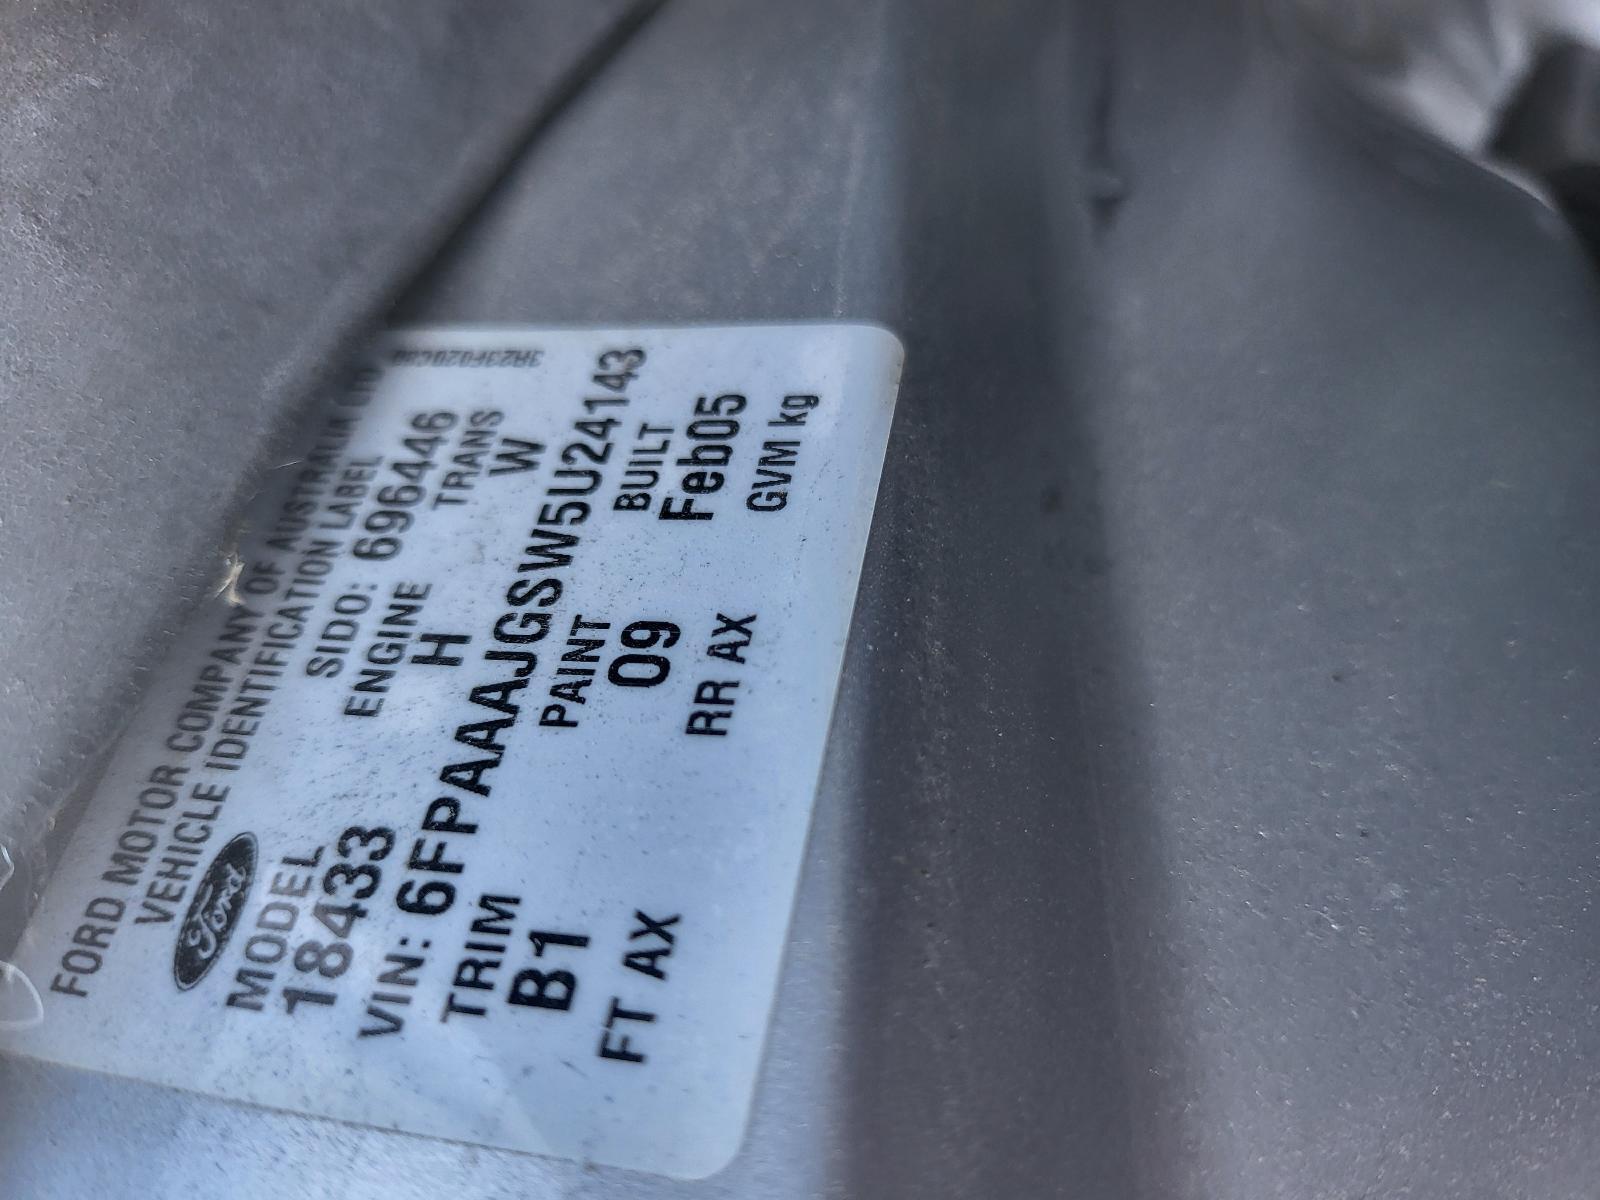 FORD MOTOR COMPANY OF AUSTRALIA LTD
VEHICLE IDENTIFICATION LABEL
Ford
SIDO: 696446
MODEL ENGINE TRANS
18433 H W
VIN: 6FPAAAJGSW5U24143
TRIM PAINT BUILT
B1 09 Feb05
FT AX RR AX GVM kg